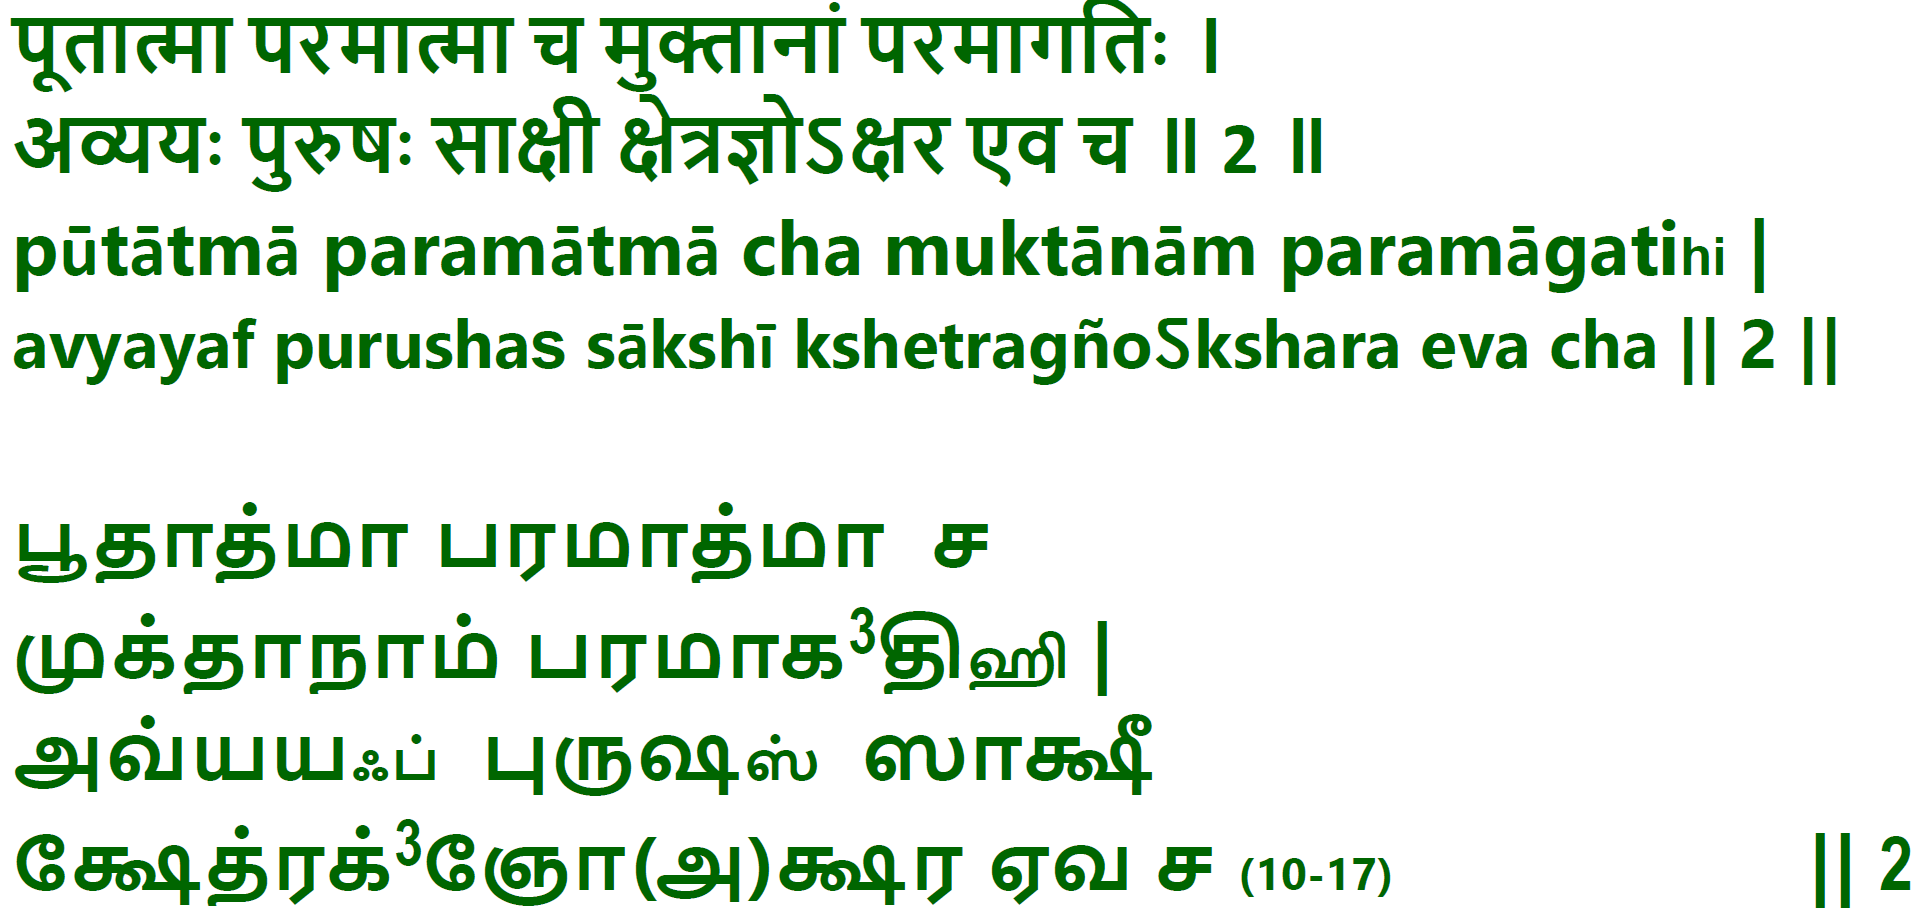 पूतात्मा परमात्मा च मुक्तानां परमागतिः ।
अव्ययः पुरुषः साक्षी क्षेत्रज्ञोऽक्षर एव च ॥ 2 ॥
pūtātmā paramātmā cha muktānām paramāgatihi |
avyayaf purushas sākshī kshetragñoऽkshara eva cha || 2 ||
பூதாத்மா பரமாத்மா ச
முக்தாநாம் பரமாக³திஹி |
அவ்யயஃப் புருஷஸ் ஸாக்ஷீ
க்ஷேத்ரக்³ஞோ(அ)க்ஷர ஏவ ச (10-17) || 2